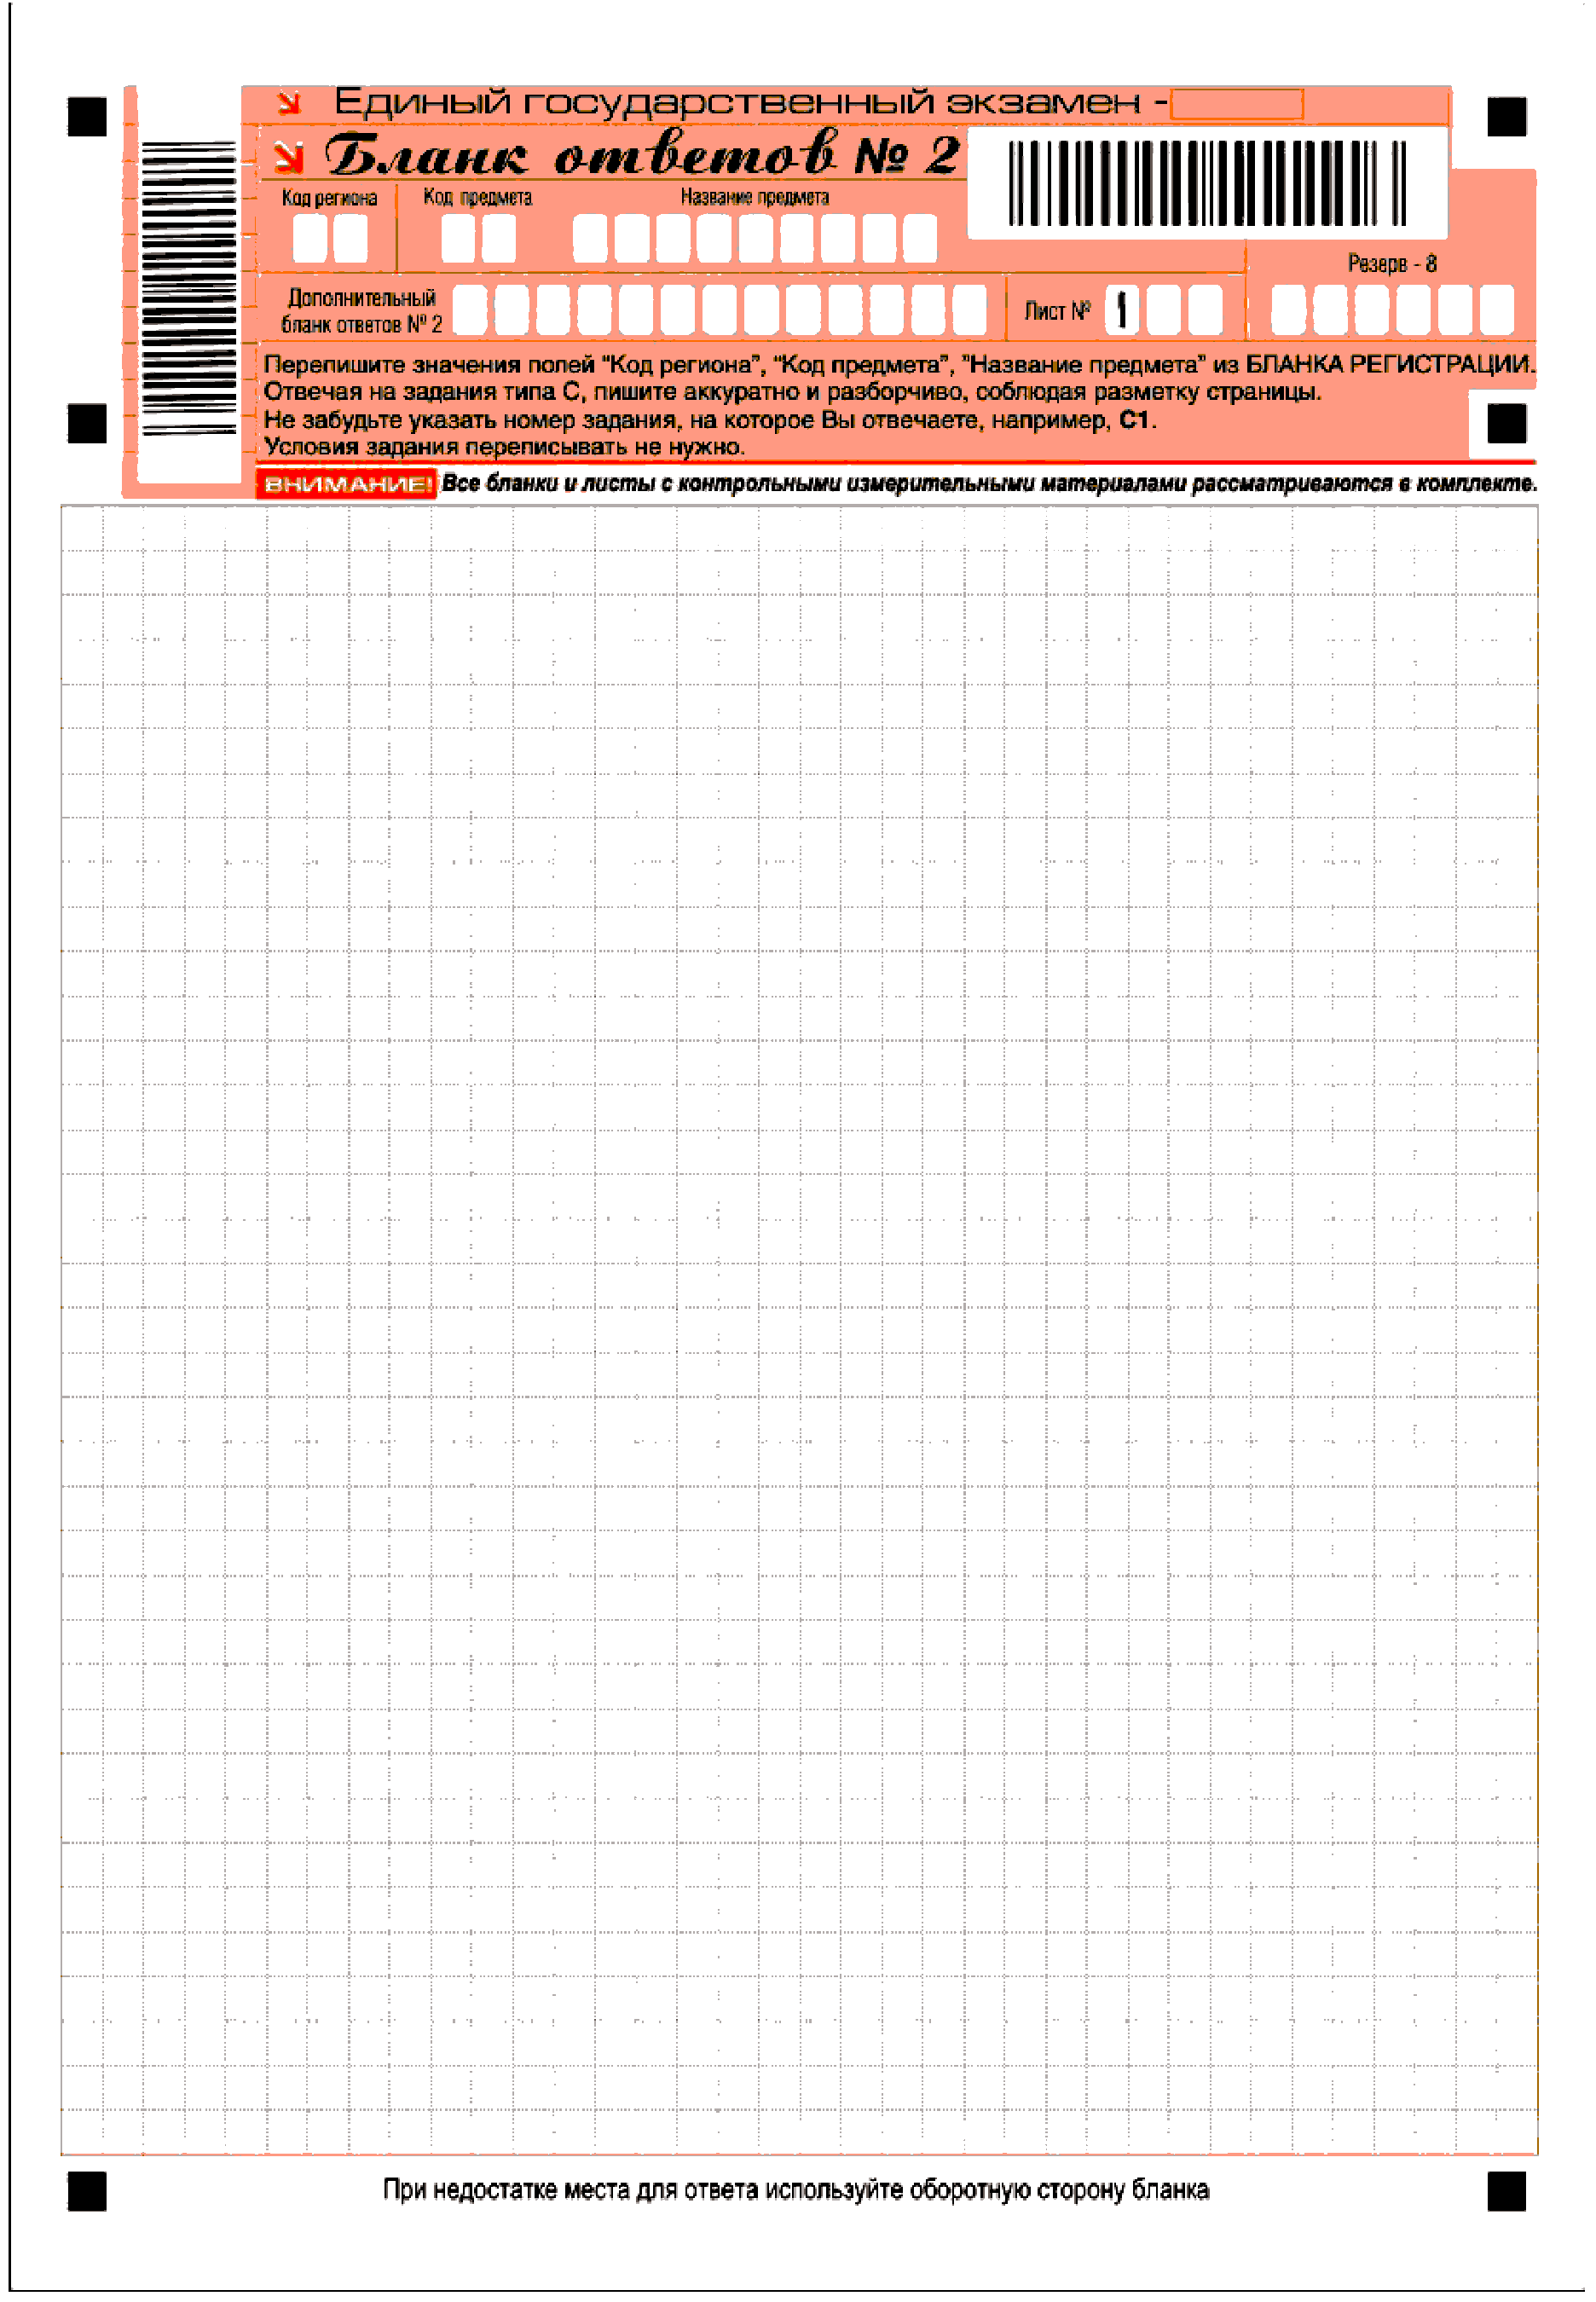 Единый государственный экзамен -
Бланк ответов № 2
Код региона Код предмета Название предмета
Резерв - 8
Дополнительный
бланк ответов № 2
Лист № 1
Перепишите значения полей “Код региона”, “Код предмета”, ”Название предмета” из БЛАНКА РЕГИСТРАЦИИ.
Отвечая на задания типа С, пишите аккуратно и разборчиво, соблюдая разметку страницы.
Не забудьте указать номер задания, на которое Вы отвечаете, например, С1.
Условия задания переписывать не нужно.
ВНИМАНИЕ! Все бланки и листы с контрольными измерительными материалами рассматриваются в комплекте.
При недостатке места для ответа используйте оборотную сторону бланка